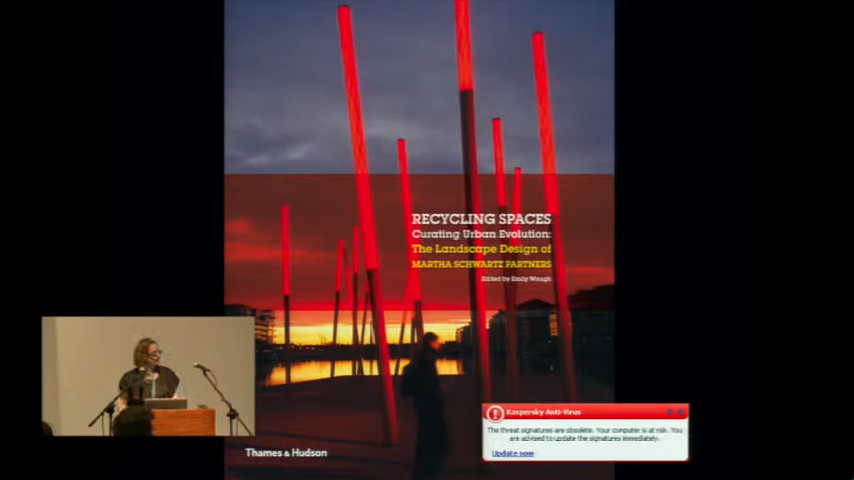 RECYCLING SPACES
Curating Urban Evolution:
The Landscape Design of
MARTHA SCHWARTZ PARTNERS
Edited by Emily Waugh
Kaspersky Anti-Virus
The threat signatures are obsolete. Your computer is at risk. You
are advised to update the signatures immediately.
Update now
Thames & Hudson